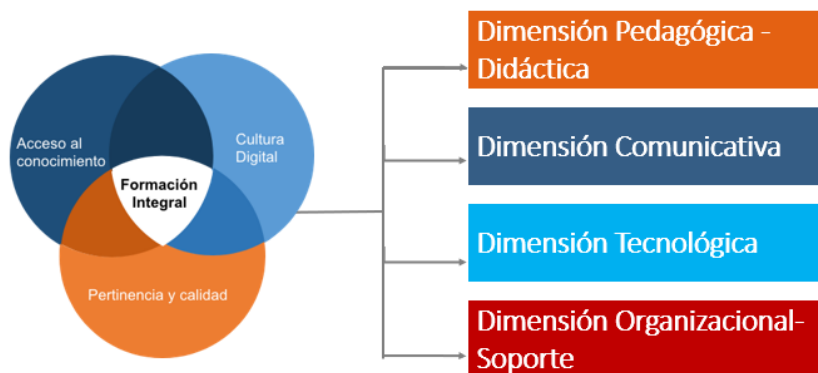 Acceso al
conocimiento
Cultura
Digital
Formación
Integral
Pertinencia y calidad
Dimensión Pedagógica -
Didáctica
Dimensión Comunicativa
Dimensión Tecnológica
Dimensión Organizacional-
Soporte